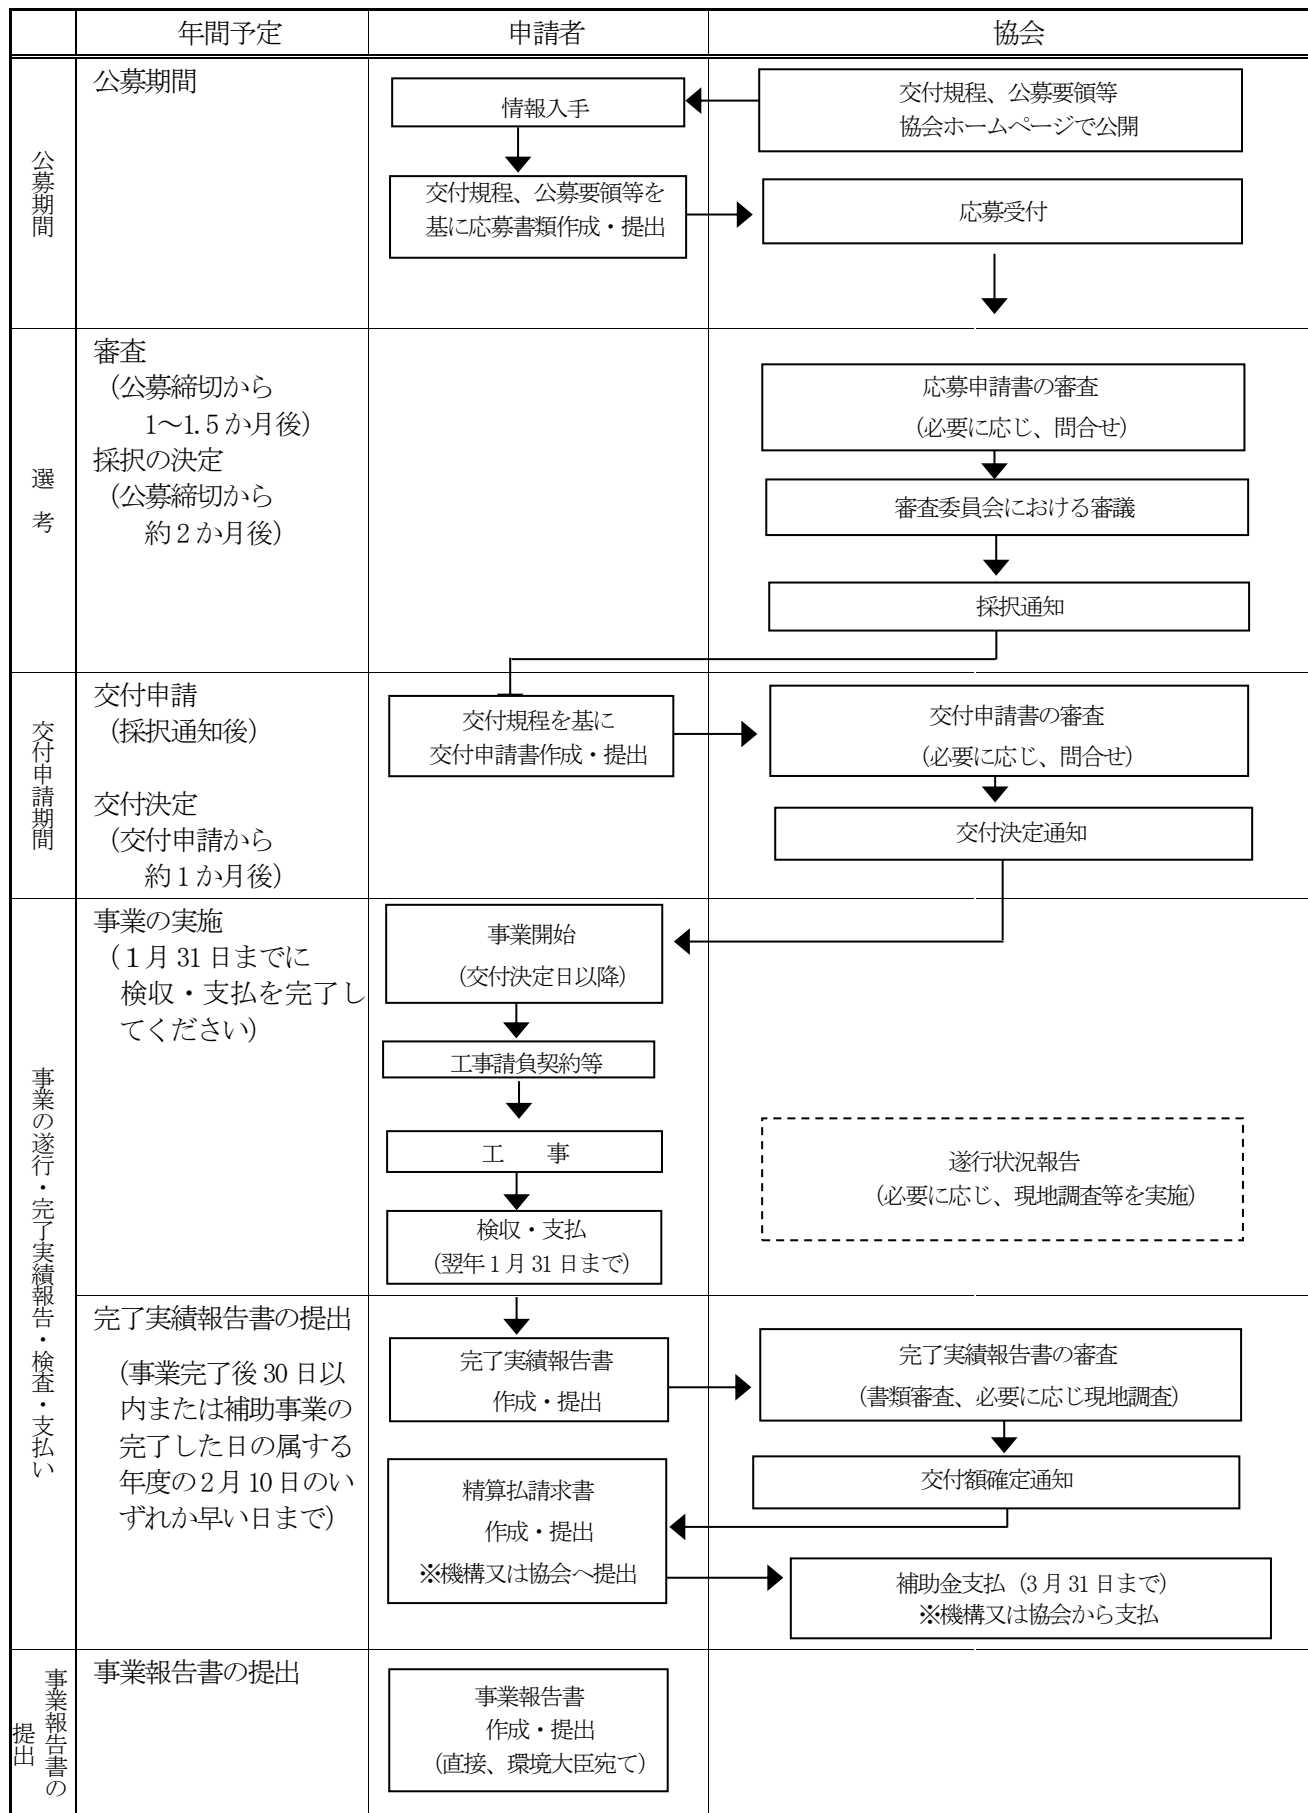 年間予定
申請者
協会
公募期間
公募期間
情報入手
交付規程、公募要領等
協会ホームページで公開
交付規程、公募要領等を
基に応募書類作成・提出
応募受付
選考
審査
（公募締切から
1～1.5か月後）
採択の決定
（公募締切から
約2か月後）
応募申請書の審査
（必要に応じ、問合せ）
審査委員会における審議
採択通知
交付申請期間
交付申請
（採択通知後）
交付決定
（交付申請から
約1か月後）
交付規程を基に
交付申請書作成・提出
交付申請書の審査
（必要に応じ、問合せ）
交付決定通知
事業の遂行・完了実績報告・検査・支払い
事業の実施
（1月31日までに
検収・支払を完了し
てください）
事業開始
（交付決定日以降）
工事請負契約等
工　事
検収・支払
（翌年1月31日まで）
遂行状況報告
（必要に応じ、現地調査等を実施）
完了実績報告書の提出
（事業完了後30日以
内または補助事業の
完了した日の属する
年度の2月10日のい
ずれか早い日まで）
完了実績報告書
作成・提出
完了実績報告書の審査
（書類審査、必要に応じ現地調査）
交付額確定通知
精算払請求書
作成・提出
※機構又は協会へ提出
補助金支払（3月31日まで）
※機構又は協会から支払
事業報告書の
提出
事業報告書の提出
事業報告書
作成・提出
（直接、環境大臣宛て）